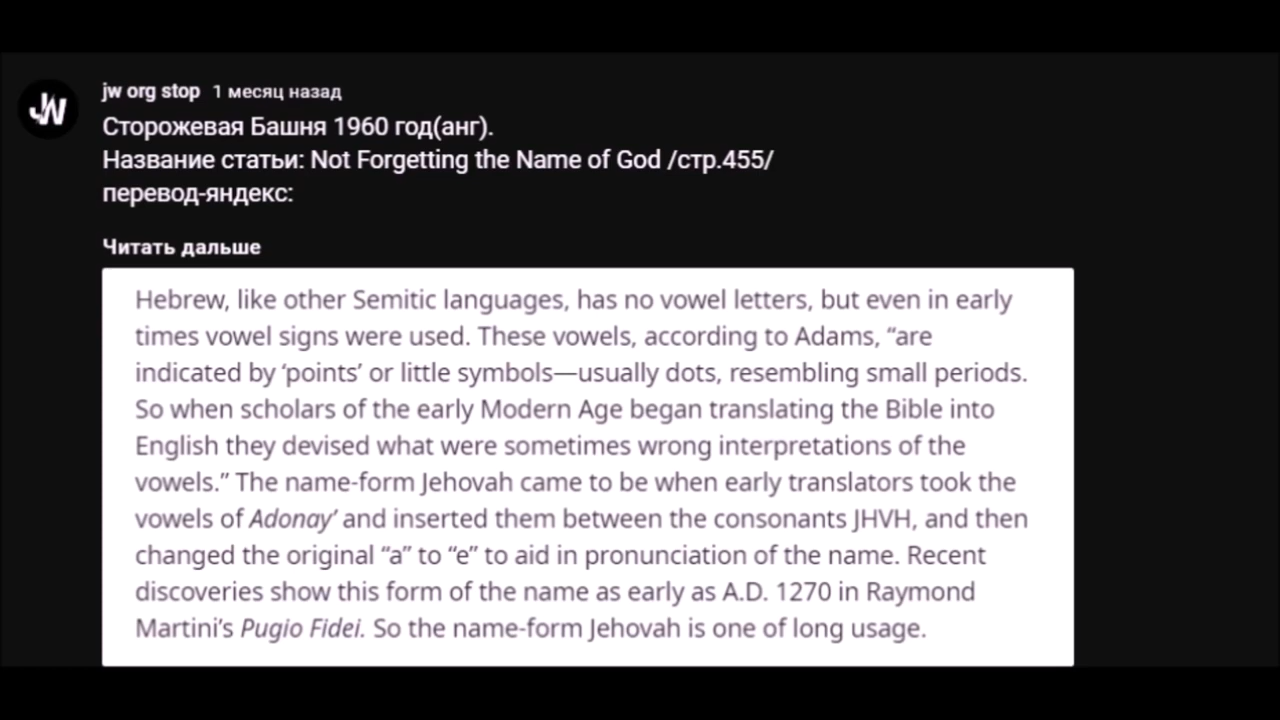 JW
jw org stop 1 месяц назад
Сторожевая Башня 1960 год(анг).
Название статьи: Not Forgetting the Name of God /стр.455/
перевод-яндекс:
Читать дальше
Hebrew, like other Semitic languages, has no vowel letters, but even in early
times vowel signs were used. These vowels, according to Adams, “are
indicated by ‘points’ or little symbols—usually dots, resembling small periods.
So when scholars of the early Modern Age began translating the Bible into
English they devised what were sometimes wrong interpretations of the
vowels.” The name-form Jehovah came to be when early translators took the
vowels of Adonay’ and inserted them between the consonants JHVH, and then
changed the original “a” to “e” to aid in pronunciation of the name. Recent
discoveries show this form of the name as early as A.D. 1270 in Raymond
Martini’s Pugio Fidei. So the name-form Jehovah is one of long usage.